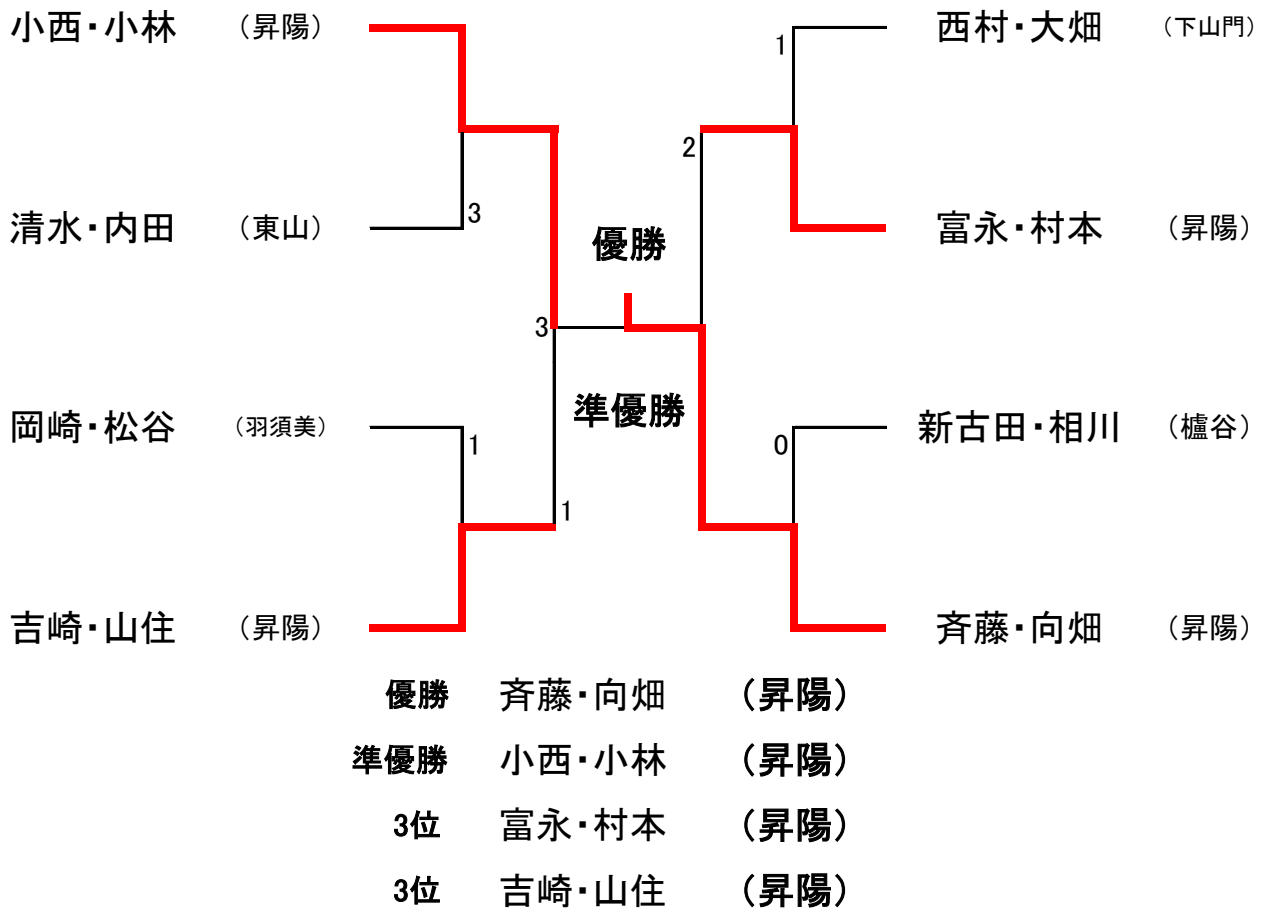 小西・小林 （昇陽） 西村・大畑 （下山門）
1
2
清水・内田 （東山） 3 富永・村本 （昇陽）
優勝
3
準優勝
岡崎・松谷 （羽須美） 新古田・相川 （櫨谷）
1 0
1
吉崎・山住 （昇陽） 斉藤・向畑 （昇陽）
優勝 斉藤・向畑 （昇陽）
準優勝 小西・小林 （昇陽）
3位 富永・村本 （昇陽）
3位 吉崎・山住 （昇陽）